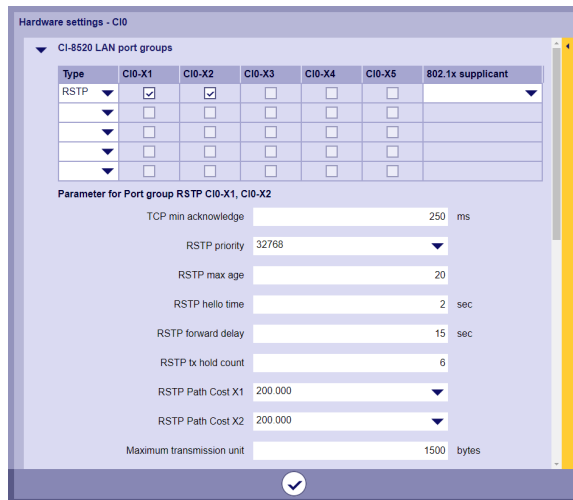 Hardware settings - CI0
CI-8520 LAN port groups
Type CI0-X1 CI0-X2 CI0-X3 CI0-X4 CI0-X5 802.1x supplicant
RSTP
Parameter for Port group RSTP CI0-X1, CI0-X2
TCP min acknowledge 250 ms
RSTP priority 32768
RSTP max age 20
RSTP hello time 2 sec
RSTP forward delay 15 sec
RSTP tx hold count 6
RSTP Path Cost X1 200.000
RSTP Path Cost X2 200.000
Maximum transmission unit 1500 bytes